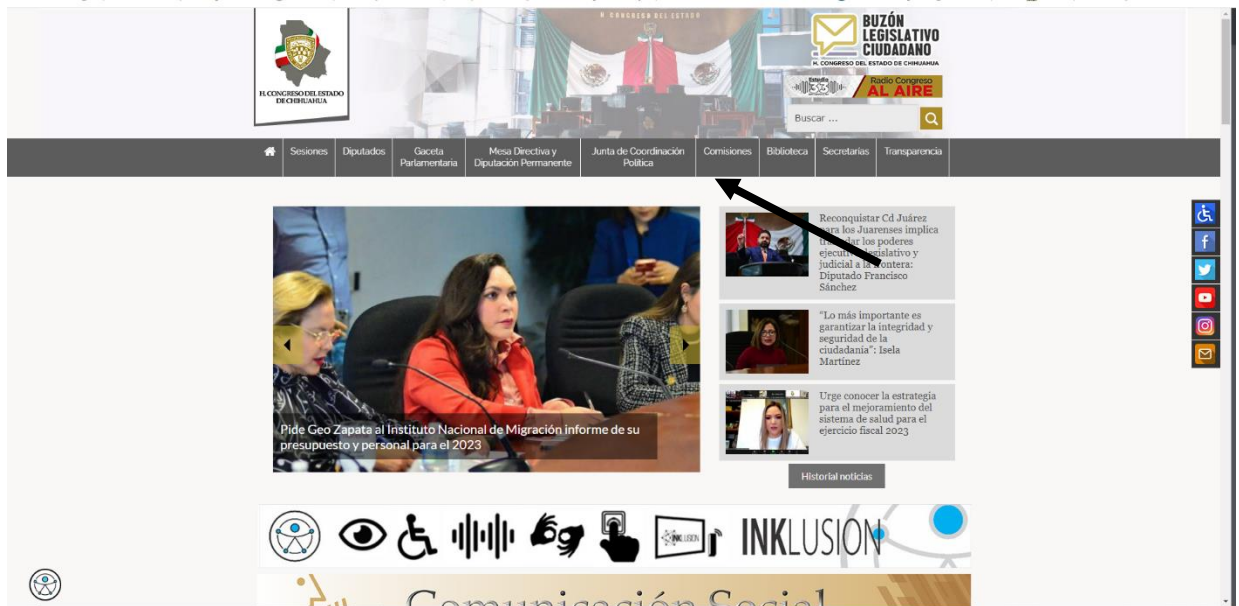 H CONGRESO DEL ESTADO
BUZÓN
LEGISLATIVO
CIUDADANO
H. CONGRESO DEL ESTADO DE CHIHUAHUA
H. CONGRESO DEL ESTADO
DE CHIHUAHUA
Radio Congreso
AL AIRE
Buscar ...
Sesiones
Diputados
Gaceta
Parlamentaria
Mesa Directiva y
Diputación Permanente
Junta de Coordinación
Política
Comisiones
Biblioteca
Secretarías
Transparencia
Pide Geo Zapata al Instituto Nacional de Migración informe de su
presupuesto y personal para el 2023
Reconquistar Cd Juárez
para los Juarenses implica
trasladar los poderes
ejecutivo legislativo y
judicial a la frontera:
Diputado Francisco
Sánchez
"Lo más importante es
garantizar la integridad y
seguridad de la
ciudadanía": Isela
Martínez
Urge conocer la estrategia
para el mejoramiento del
sistema de salud para el
ejercicio fiscal 2023
Historial noticias
INKLUSION
INKLUSION
Comunicación Social